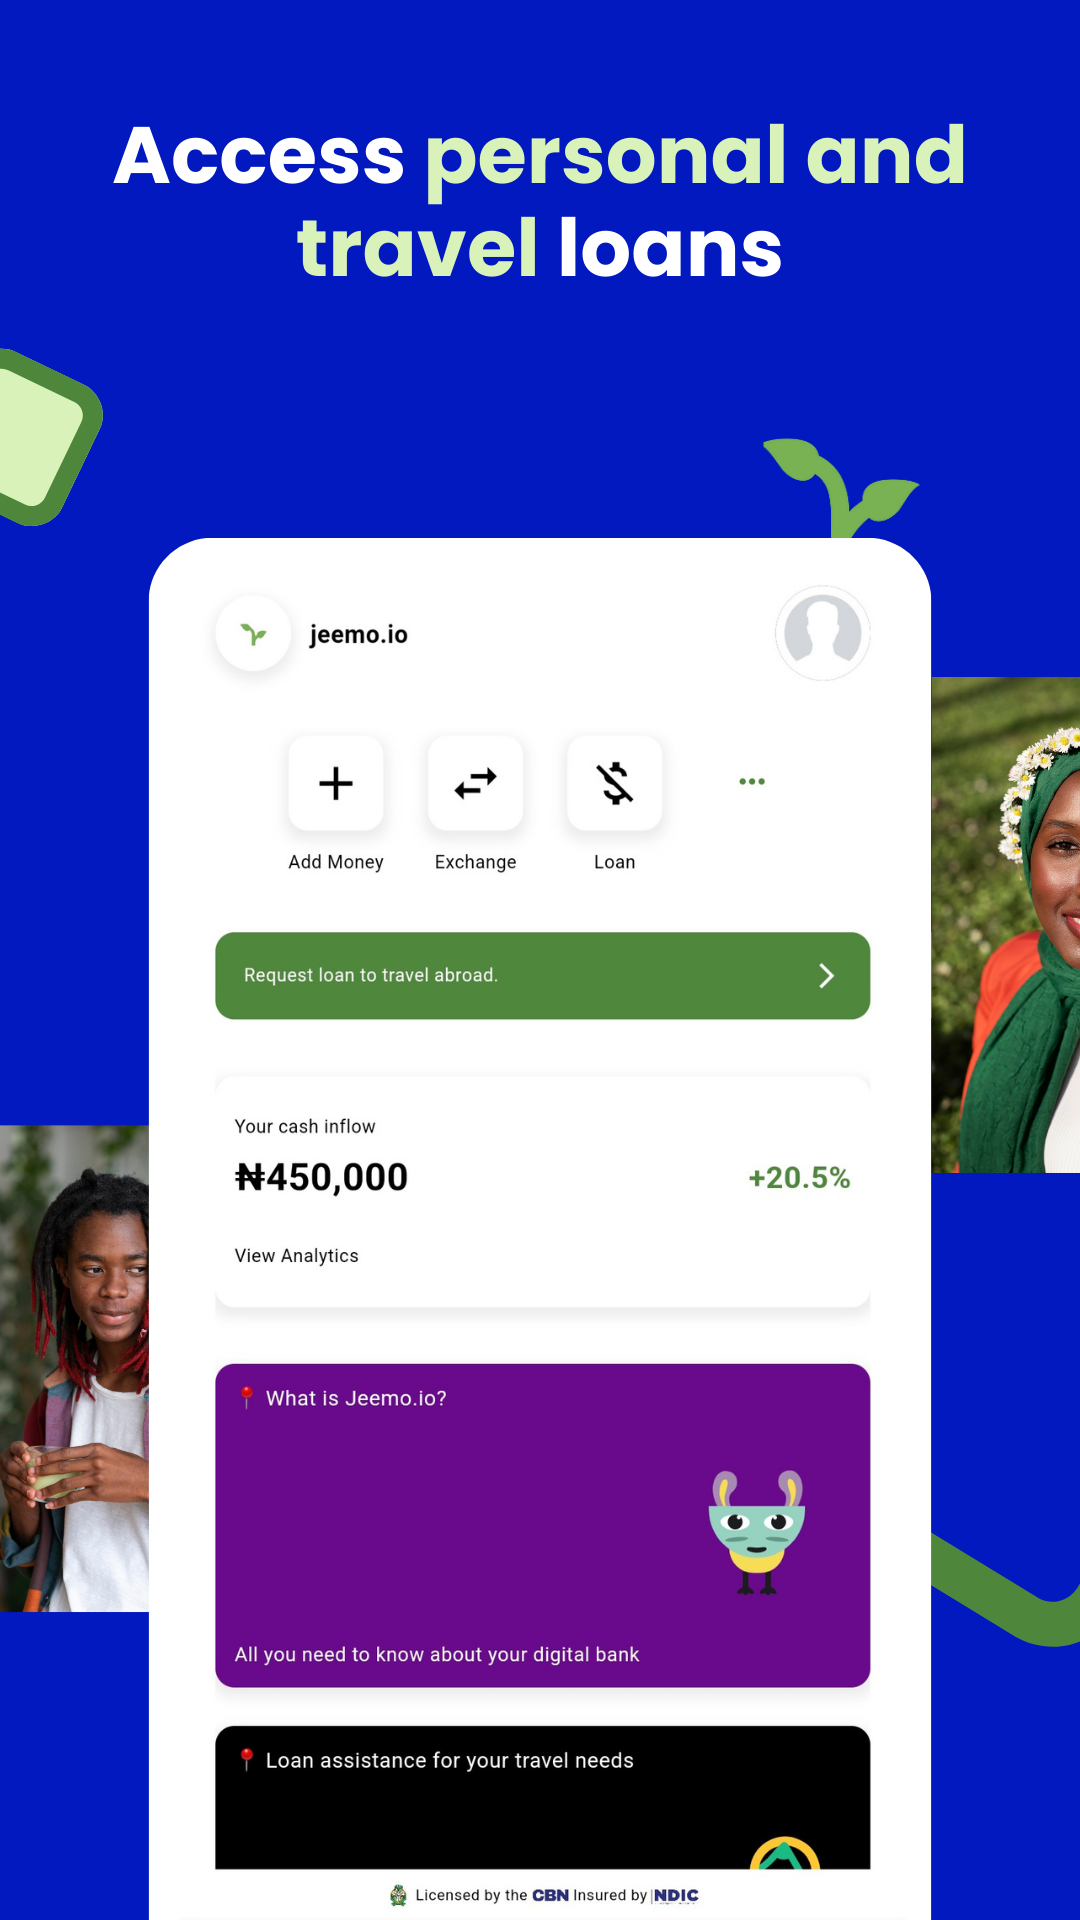 Access personal and
travel loans
jeemo.io
Add Money
Exchange
Loan
Request loan to travel abroad.
Your cash inflow
₦450,000
+20.5%
View Analytics
What is Jeemo.io?
All you need to know about your digital bank
Loan assistance for your travel needs
Licensed by the CBN Insured by | NDIC